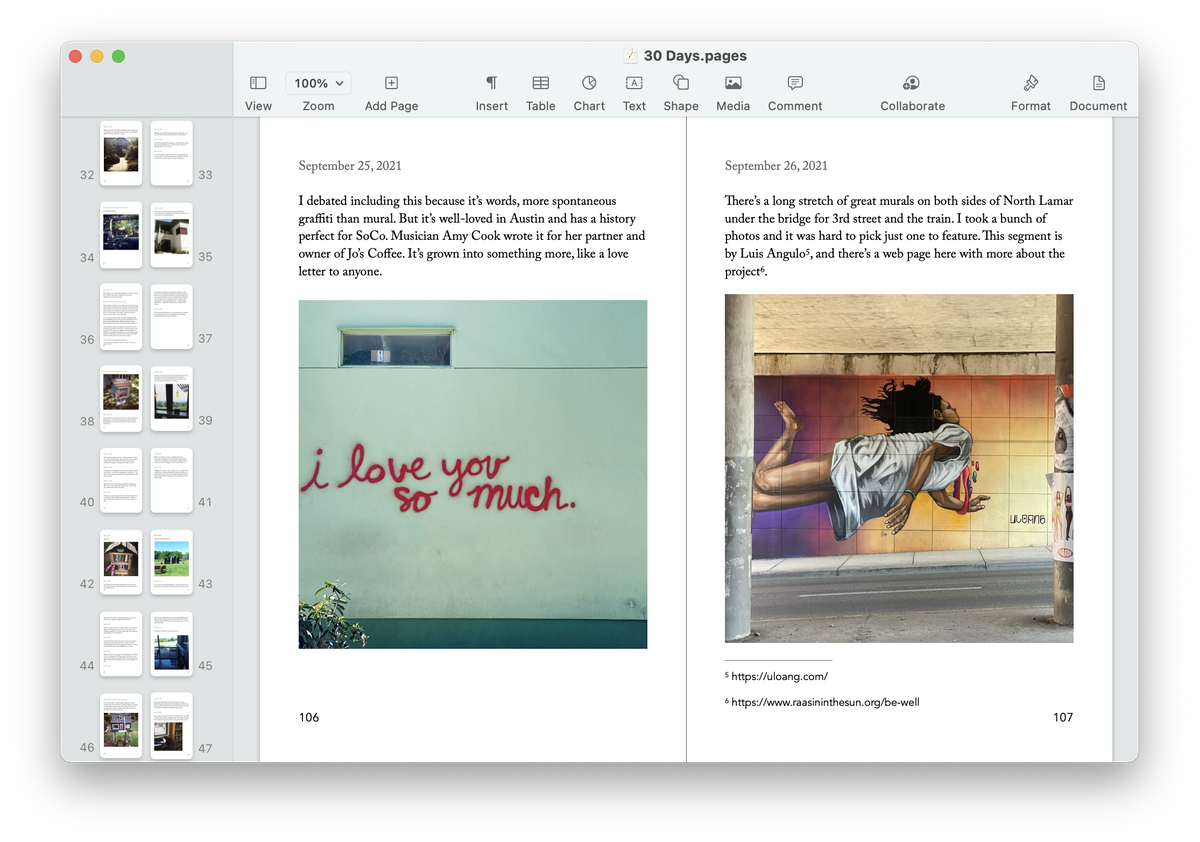 30 Days.pages
100%
View Zoom Add Page Insert Table Chart Text Shape Media Comment Collaborate Format Document
32 33
34 35
36 37
38 39
40 41
42 43
44 45
46 47
September 25, 2021
I debated including this because it’s words, more spontaneous
graffiti than mural. But it’s well-loved in Austin and has a history
perfect for SoCo. Musician Amy Cook wrote it for her partner and
owner of Jo’s Coffee. It’s grown into something more, like a love
letter to anyone.
i love you
so much.
106
September 26, 2021
There’s a long stretch of great murals on both sides of North Lamar
under the bridge for 3rd street and the train. I took a bunch of
photos and it was hard to pick just one to feature. This segment is
by Luis Angulo⁵, and there’s a web page here with more about the
project⁶.
ULOANG
⁵ https://uloang.com/
⁶ https://www.raasininthesun.org/be-well
107